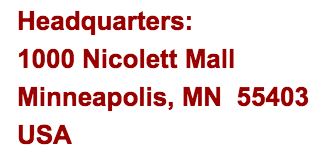 Headquarters:
1000 Nicolett Mall
Minneapolis, MN  55403
USA